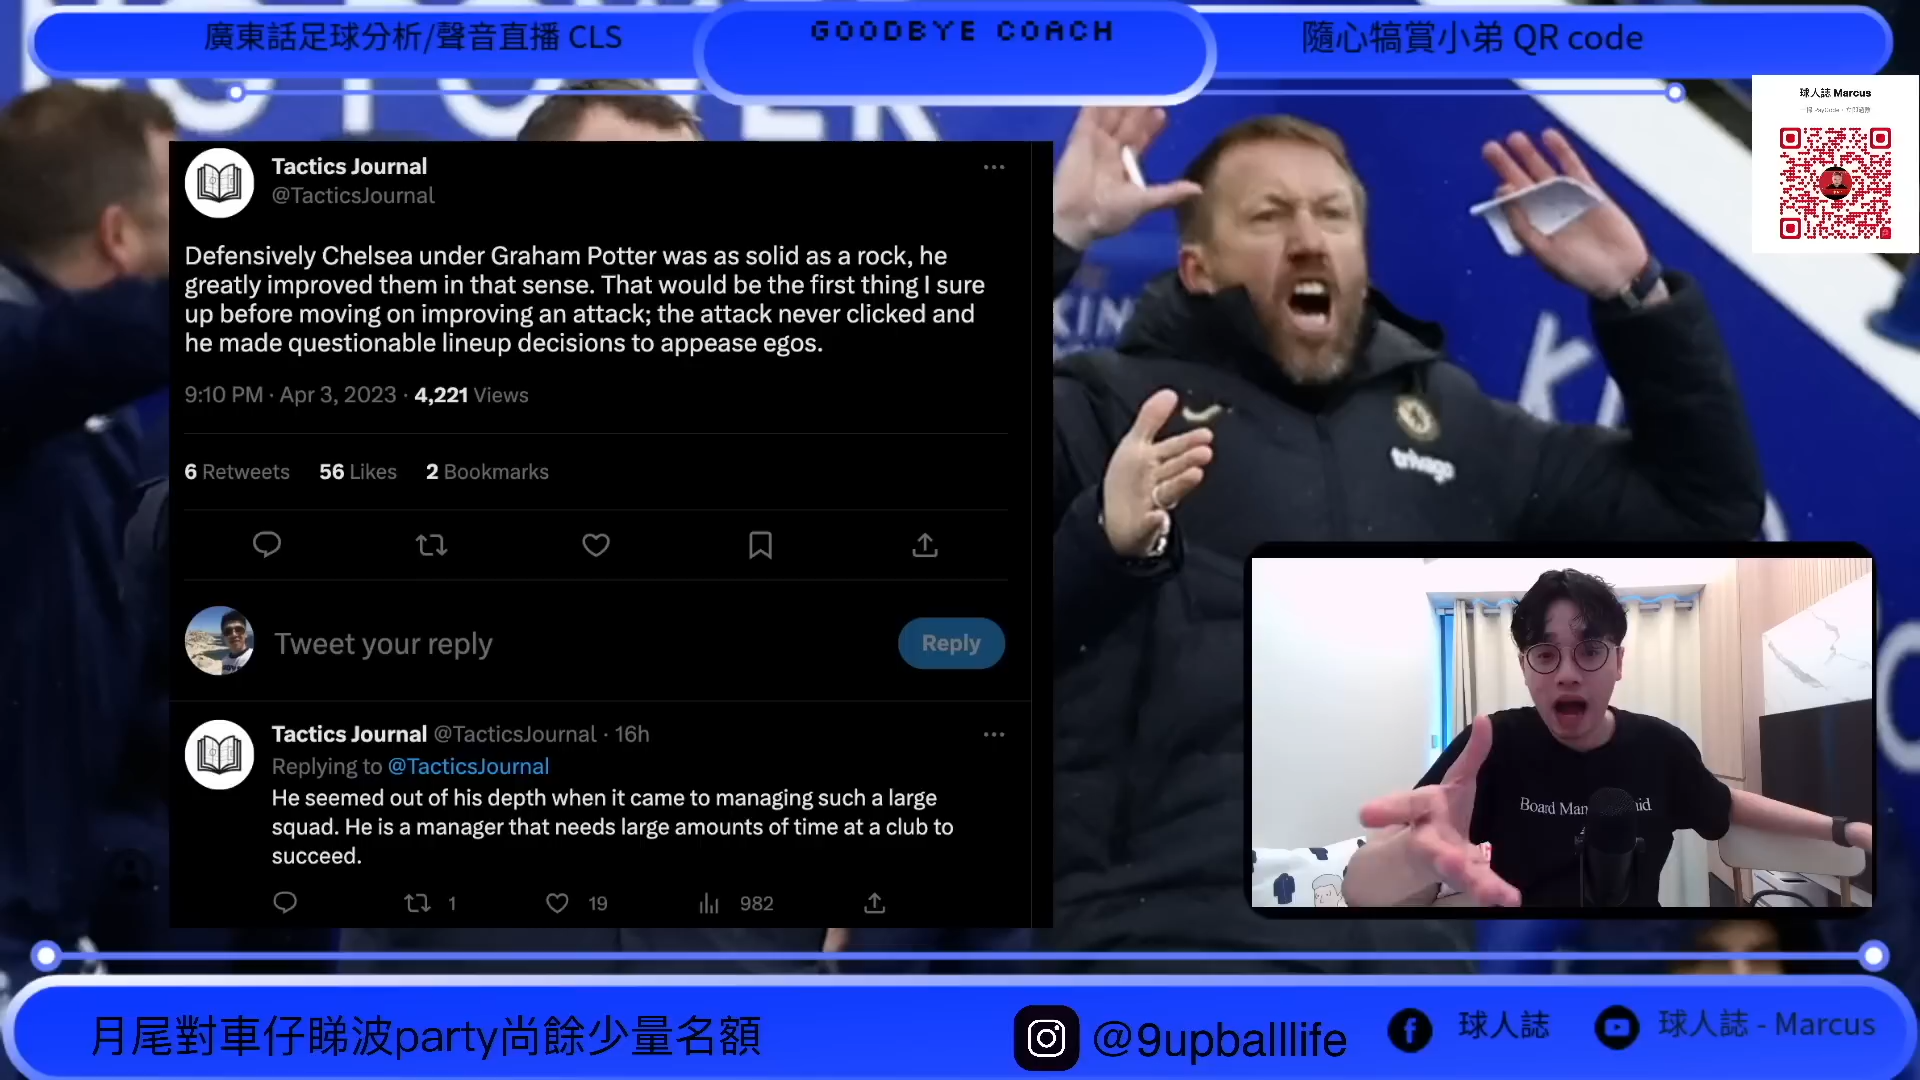 廣東話足球分析/聲音直播 CLS
GOODBYE COACH
隨心犒賞小弟 QR code
球人誌 Marcus
Tactics Journal
@TacticsJournal
Defensively Chelsea under Graham Potter was as solid as a rock, he
greatly improved them in that sense. That would be the first thing I sure
up before moving on improving an attack; the attack never clicked and
he made questionable lineup decisions to appease egos.
9:10 PM · Apr 3, 2023 · 4,221 Views
6 Retweets 56 Likes 2 Bookmarks
Tweet your reply
Reply
Tactics Journal @TacticsJournal · 16h
Replying to @TacticsJournal
He seemed out of his depth when it came to managing such a large
squad. He is a manager that needs large amounts of time at a club to
succeed.
1 19 982
trivago
Board Man
月尾對車仔睇波party尚餘少量名額
@9upballlife
球人誌
球人誌 - Marcus